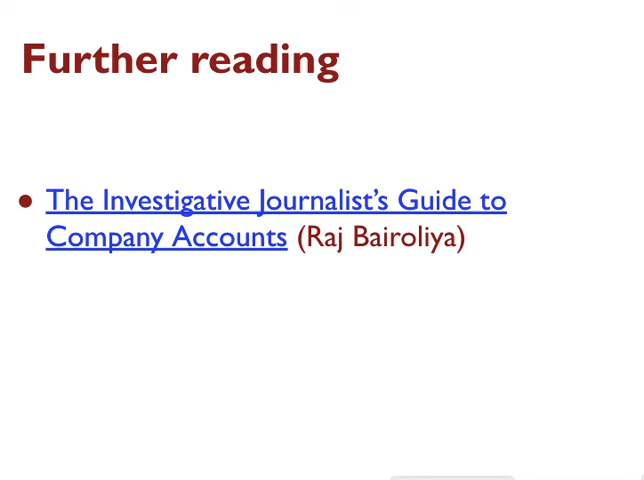 Further reading
● The Investigative Journalist’s Guide to
Company Accounts (Raj Bairoliya)